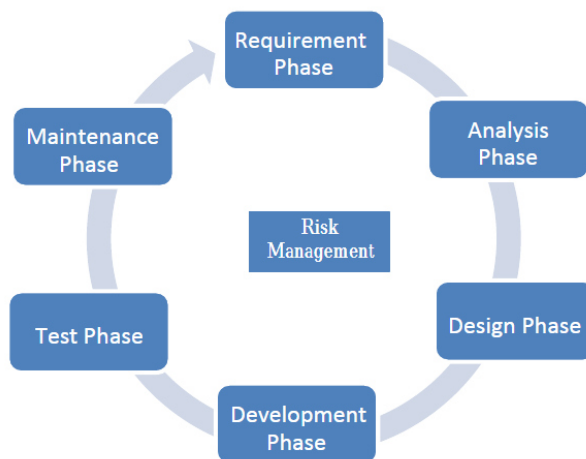 Requirement
Phase
Analysis
Phase
Design Phase
Development
Phase
Test Phase
Maintenance
Phase
Risk
Management